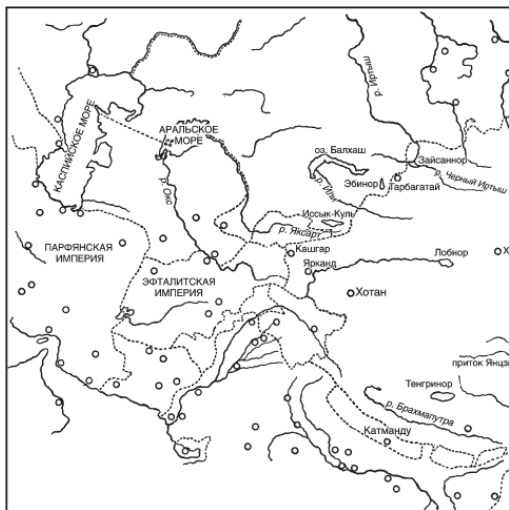 р. Иртыш
КАСПИЙСКОЕ МОРЕ
АРАЛЬСКОЕ
МОРЕ
оз. Балхаш
Зайсаннор
р. Черный Иртыш
р. Или
Эбинор
Тарбагатай
р. Окс
Иссык-Куль
р. Яксарт
ПАРФЯНСКАЯ
ИМПЕРИЯ
Кашгар
Лобнор
Х
Ярканд
ЭФТАЛИТСКАЯ
ИМПЕРИЯ
Хотан
приток Янцзы
Тенгринор
р. Брахмапутра
Катманду